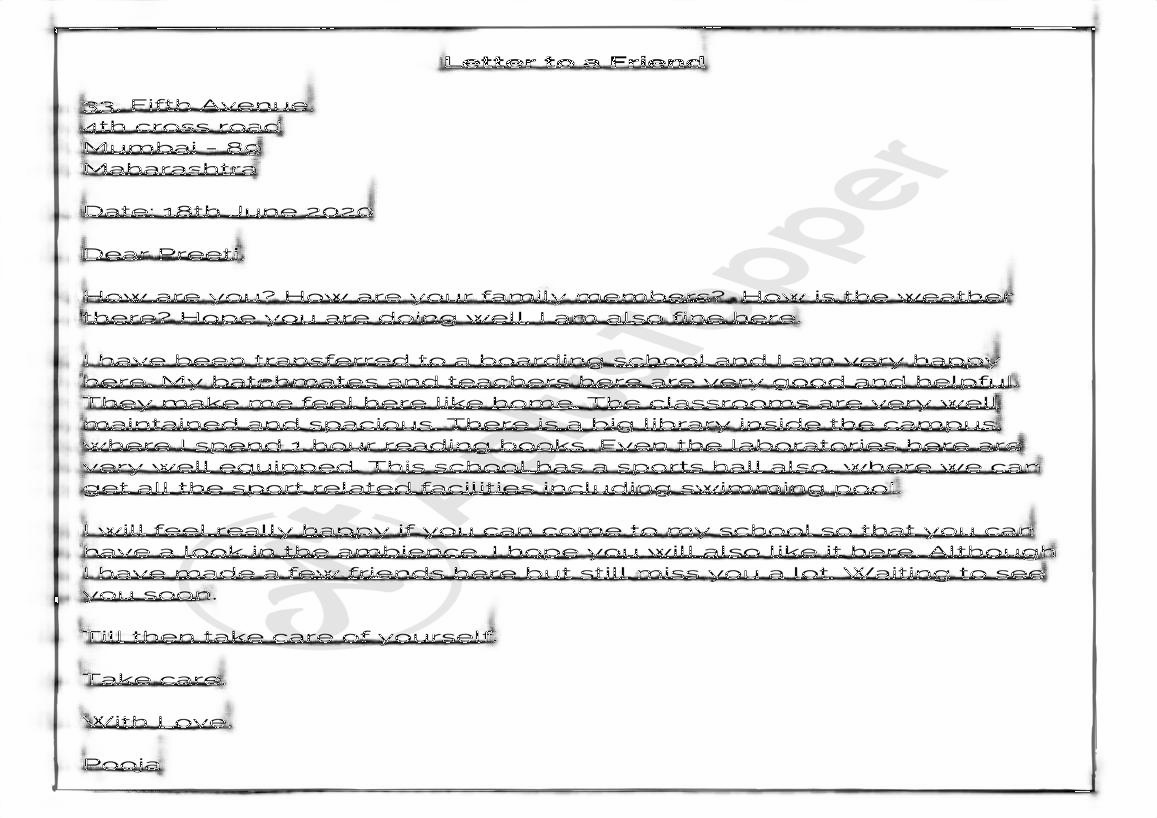 Letter to a Friend
33, Fifth Avenue,
4th cross road
Mumbai - 89
Maharashtra
Date: 18th June 2020
Dear Preeti,
How are you? How are your family members? How is the weather
there? Hope you are doing well. I am also fine here.
I have been transferred to a boarding school and I am very happy
here. My batchmates and teachers here are very good and helpful.
They make me feel here like home. The classrooms are very well
maintained and spacious. There is a big library inside the campus
where I spend 1 hour reading books. Even the laboratories here are
very well equipped. This school has a sports hall also, where we can
get all the sport related facilities including swimming pool.
I will feel really happy if you can come to my school so that you can
have a look in the ambience. I hope you will also like it here. Although
I have made a few friends here but still miss you a lot. Waiting to see
you soon.
Till then take care of yourself.
Take care.
With Love,
Pooja